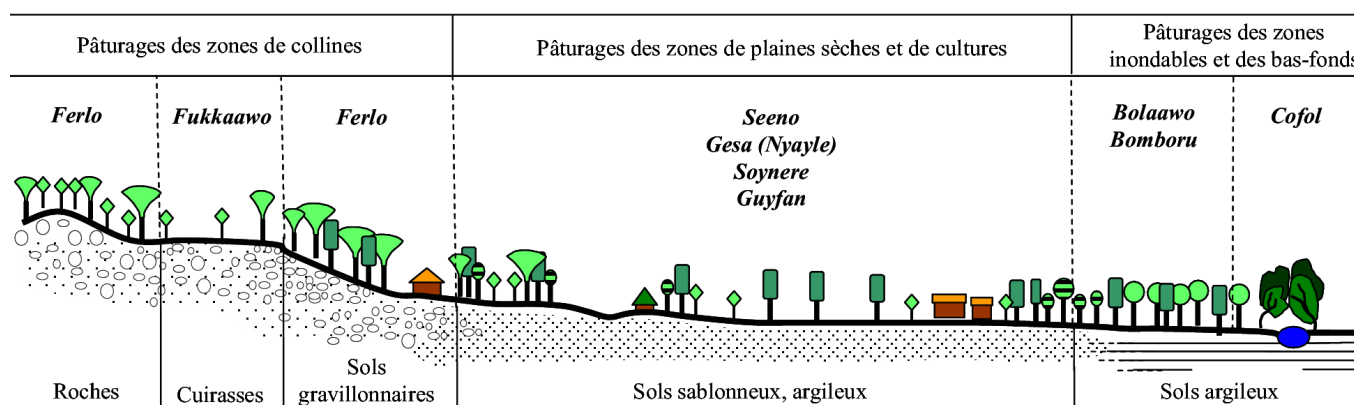 Pâturages des zones de collines
Pâturages des zones de plaines sèches et de cultures
Pâturages des zones
inondables et des bas-fonds
Ferlo
Fukkaawo
Ferlo
Seeno
Gesa (Nyayle)
Soynere
Guyfan
Bolaawo
Bomboru
Cofol
Roches
Cuirasses
Sols
gravillonnaires
Sols sablonneux, argileux
Sols argileux